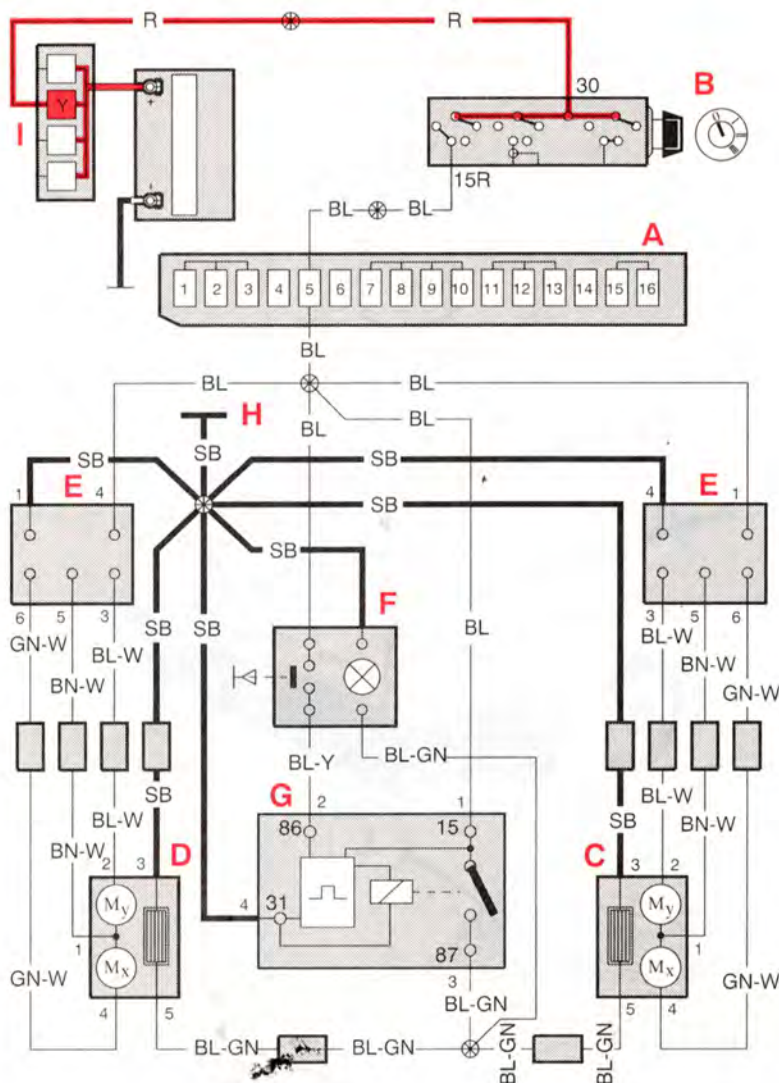 R R
30 B
Y
I
+
0 I II
15R
BL BL
A
1 2 3 4 5 6 7 8 9 10 11 12 13 14 15 16
BL
BL BL
BL BL
H
SB
SB SB
1 E 4 4 E 1
SB
SB
F
6 5 3 SB SB BL 3 5 6
GN-W BL-W BL-W
BN-W BN-W
GN-W
BL-Y BL-GN
SB G 2 1
86 15
BL-W BL-W
BN-W D SB C BN-W
2 3 3 2
4 31
My My
1 1
Mx Mx
87
GN-W GN-W
4 5 3 5 4
BL-GN
BL-GN BL-GN BL-GN BL-GN